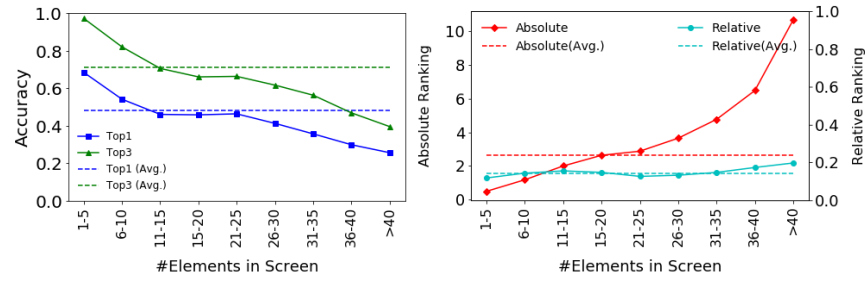 Accuracy
1.0
0.8
0.6
0.4
0.2
0.0
Top1
Top3
Top1 (Avg.)
Top3 (Avg.)
1-5
6-10
11-15
15-20
21-25
26-30
31-35
36-40
>40
#Elements in Screen
Absolute Ranking
10
8
6
4
2
0
Absolute
Absolute(Avg.)
Relative
Relative(Avg.)
1.0
0.8
0.6
0.4
0.2
0.0
Relative Ranking
1-5
6-10
11-15
15-20
21-25
26-30
31-35
36-40
>40
#Elements in Screen